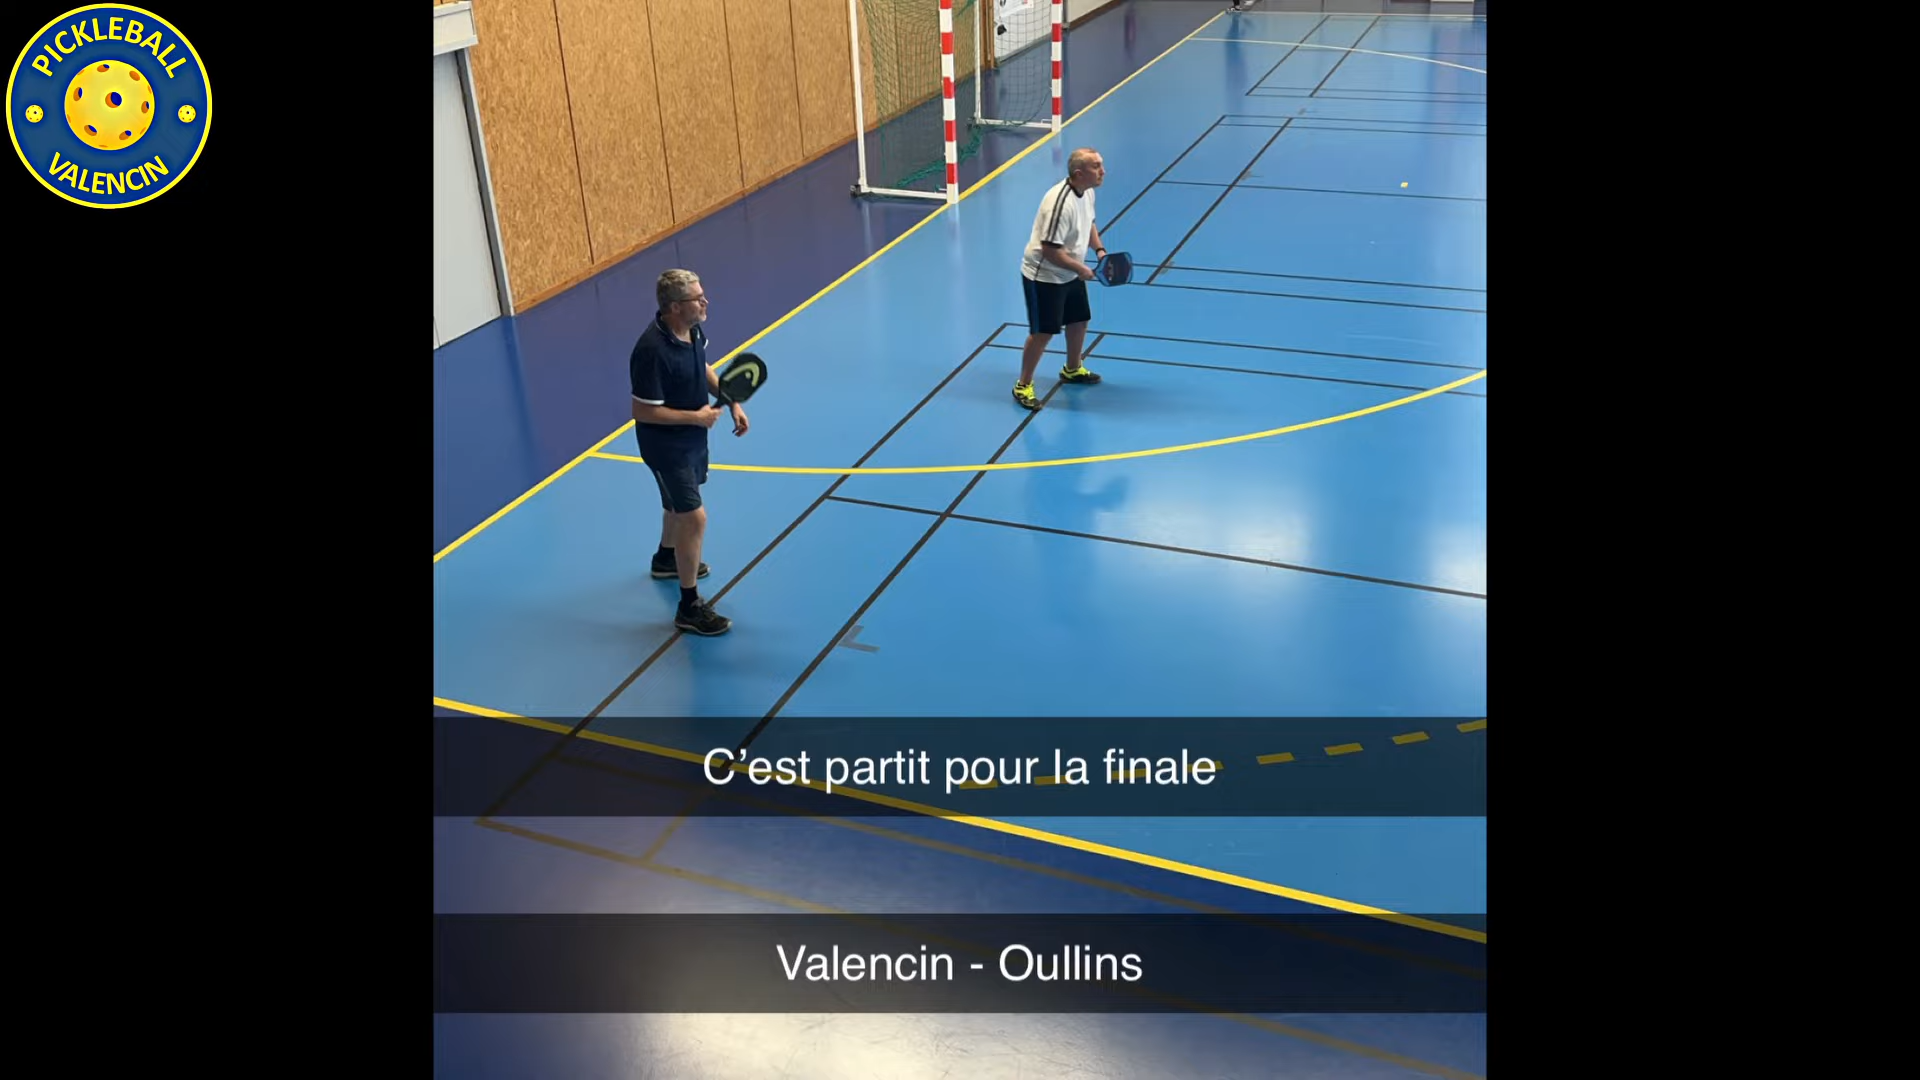 PICKLEBALL
VALENCIN
C’est partit pour la finale
Valencin - Oullins